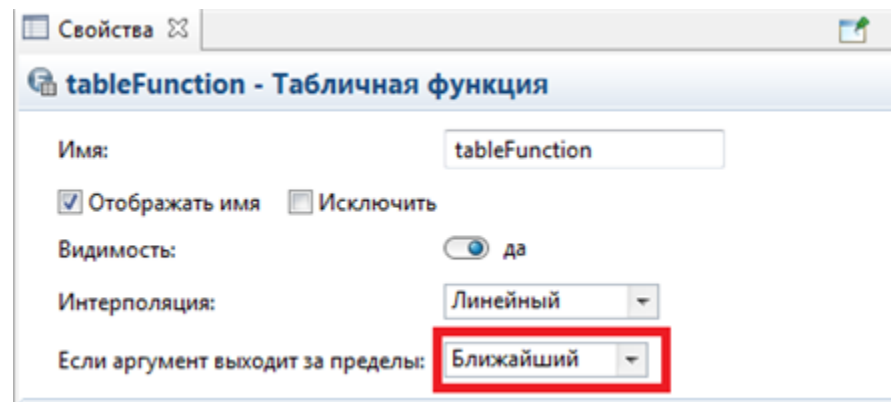 Свойства
tableFunction - Табличная функция
Имя: tableFunction
Отображать имя Исключить
Видимость: да
Интерполяция: Линейный
Если аргумент выходит за пределы: Ближайший